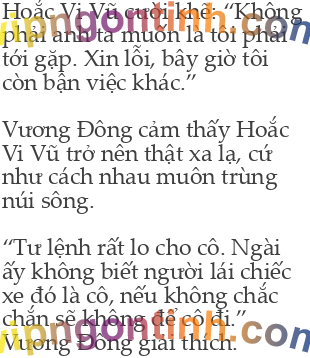 Hoắc Vi Vũ cười khẽ: “Không
phải anh ta muốn là tôi phải
tới gặp. Xin lỗi, bây giờ tôi
còn bận việc khác.”
Vương Đông cảm thấy Hoắc
Vi Vũ trở nên thật xa lạ, cứ
như cách nhau muôn trùng
núi sông.
“Tư lệnh rất lo cho cô. Ngài
ấy không biết người lái chiếc
xe đó là cô, nếu không chắc
chắn sẽ không để cô đi.”
Vương Đông giải thích.
vipngontinh.com
vipngontinh.com